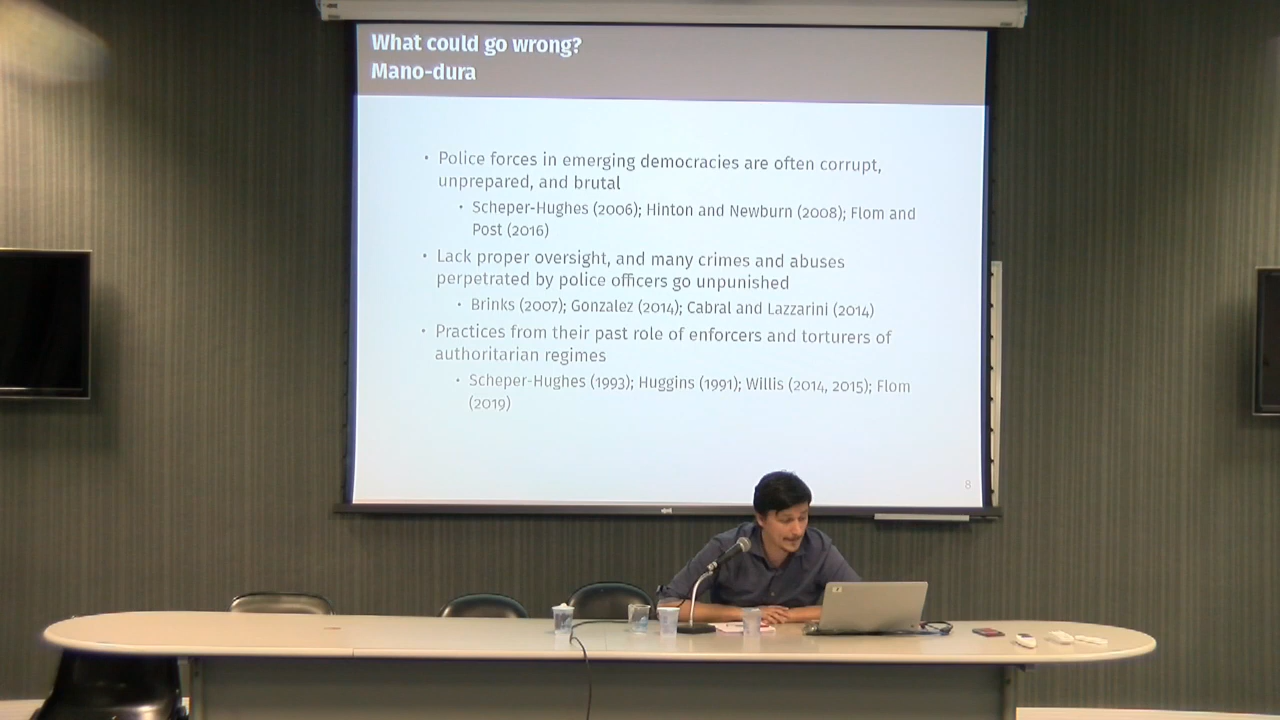 What could go wrong?
Mano-dura
• Police forces in emerging democracies are often corrupt,
unprepared, and brutal
• Scheper-Hughes (2006); Hinton and Newburn (2008); Flom and
Post (2016)
• Lack proper oversight, and many crimes and abuses
perpetrated by police officers go unpunished
• Brinks (2007); Gonzalez (2014); Cabral and Lazzarini (2014)
• Practices from their past role of enforcers and torturers of
authoritarian regimes
• Scheper-Hughes (1993); Huggins (1991); Willis (2014, 2015); Flom
(2019)
8